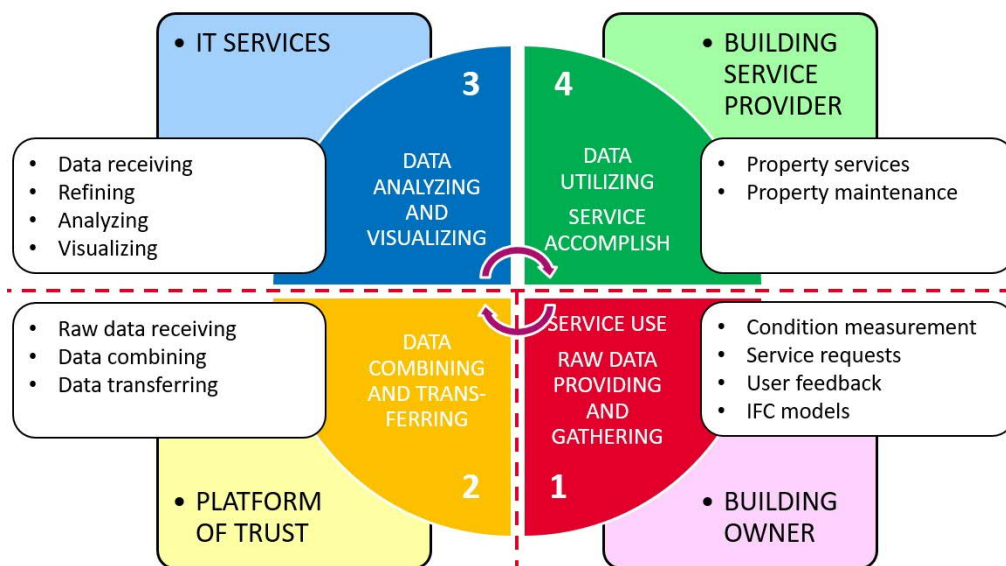 • IT SERVICES
• Data receiving
• Refining
• Analyzing
• Visualizing
3
DATA
ANALYZING
AND
VISUALIZING
4
DATA
UTILIZING
SERVICE
ACCOMPLISH
• BUILDING
SERVICE
PROVIDER
• Property services
• Property maintenance
• Raw data receiving
• Data combining
• Data transferring
DATA
COMBINING
AND TRANS-
FERRING
2
• PLATFORM
OF TRUST
SERVICE USE
RAW DATA
PROVIDING
AND
GATHERING
1
• Condition measurement
• Service requests
• User feedback
• IFC models
• BUILDING
OWNER